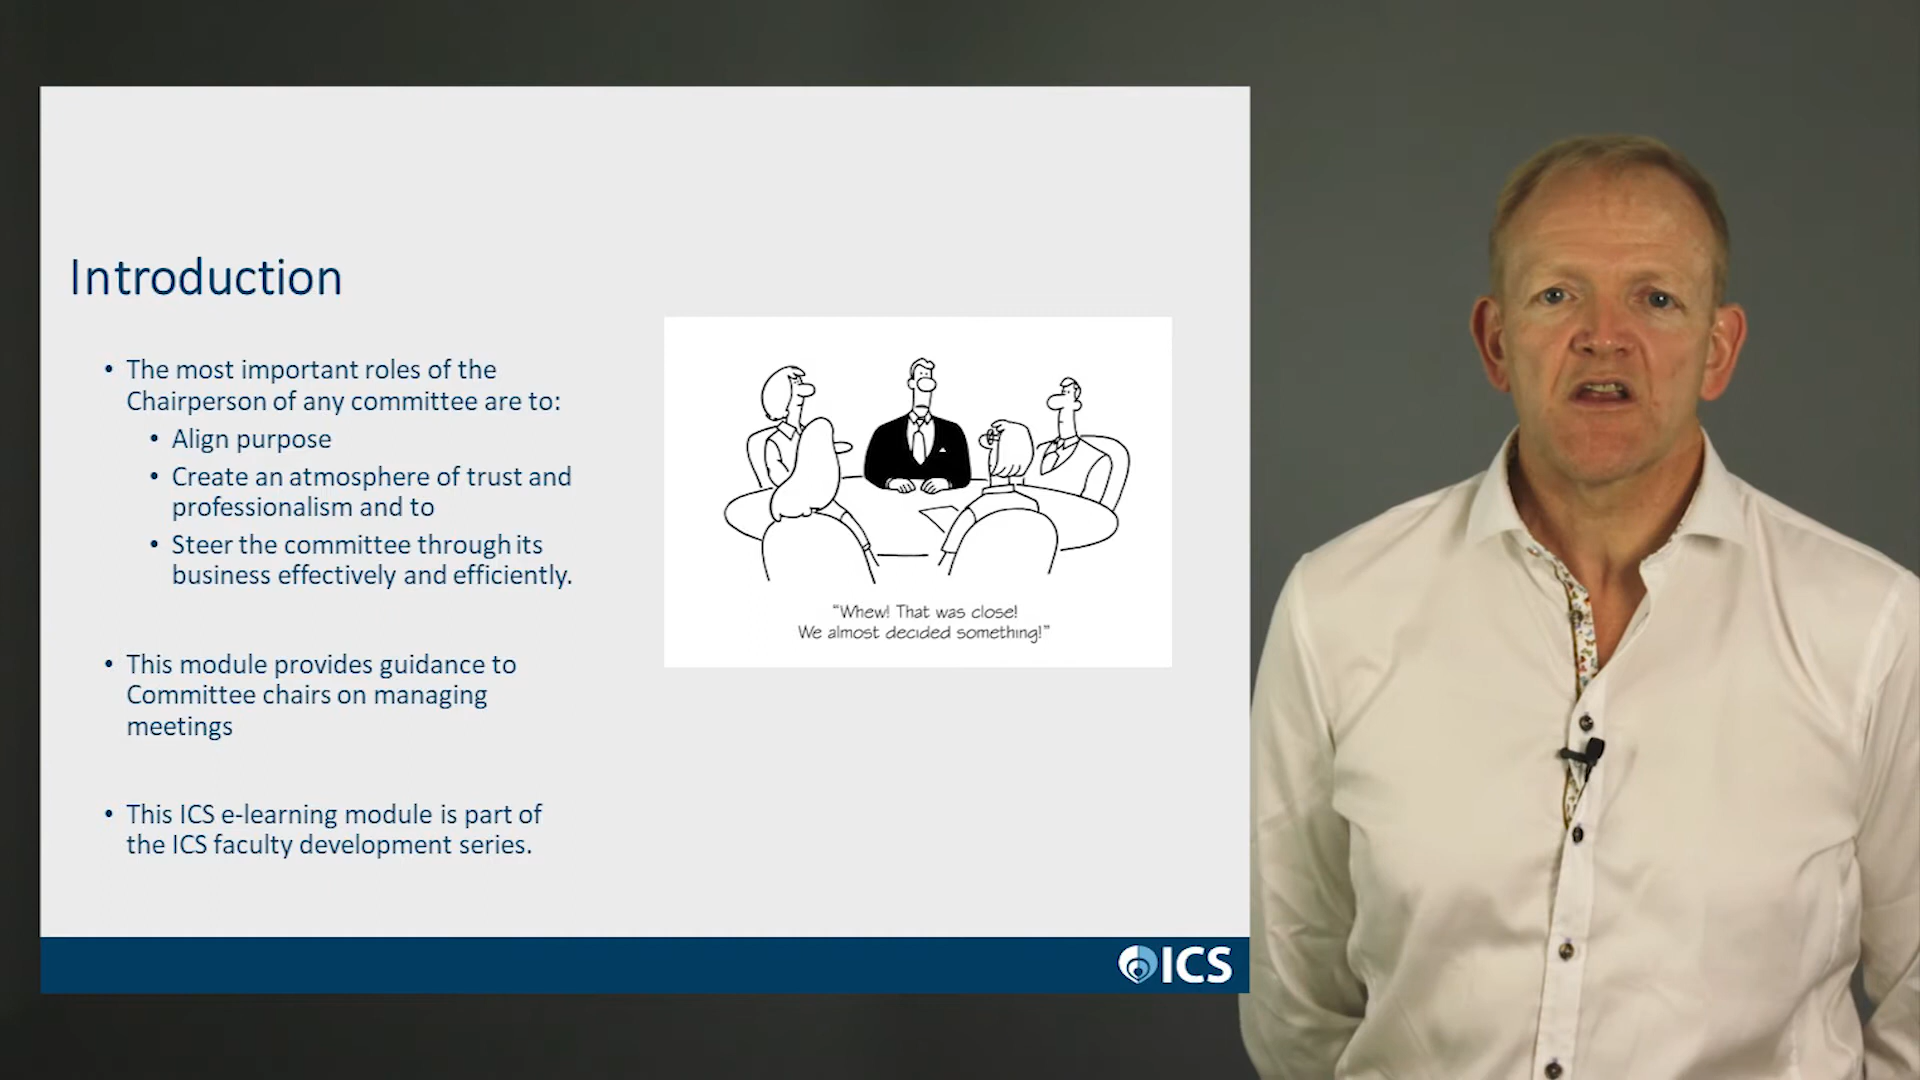 Introduction
• The most important roles of the
Chairperson of any committee are to:
• Align purpose
• Create an atmosphere of trust and
professionalism and to
• Steer the committee through its
business effectively and efficiently.
• This module provides guidance to
Committee chairs on managing
meetings
• This ICS e-learning module is part of
the ICS faculty development series.
"Whew! That was close!
We almost decided something!"
ICS